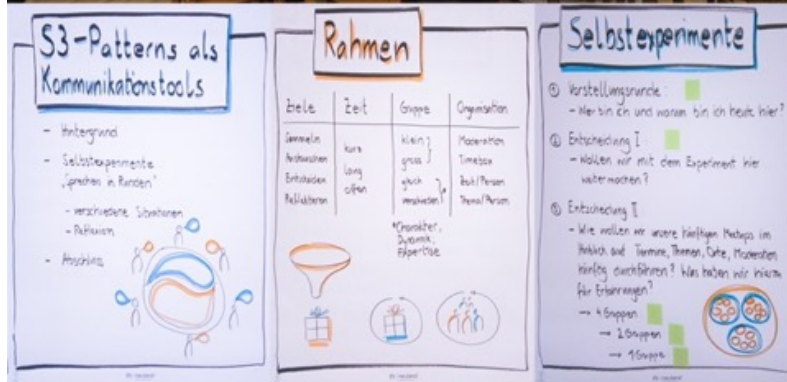 S3-Patterns als
Kommunikationstools
- Hintergrund
- Selbstexperimente
"Sprechen in Runden"
- verschiedene Situationen
- Reflexion
- Abschluss
Rahmen
Ziele Zeit Gruppe Organisation
Sammeln kurz klein Moderation
Austauschen lang gross Timebox
Entscheiden offen gleich Zeit/Person
Reflektieren verschieden* Thema/Person
*Charakter,
Dynamik,
Expertise
Selbstexperimente
① Vorstellungsrunde:
- Wer bin ich und warum bin ich heute hier?
② Entscheidung I:
- Wollen wir mit dem Experiment hier
weitermachen?
③ Entscheidung II
- Wie wollen wir unsere künftigen Meetups im
Hinblick auf Termine, Themen, Orte, Moderation
künftig durchführen? Was haben wir hierzu
für Erfahrungen?
→ 4 Gruppen
→ 2 Gruppen
→ 1 Gruppe